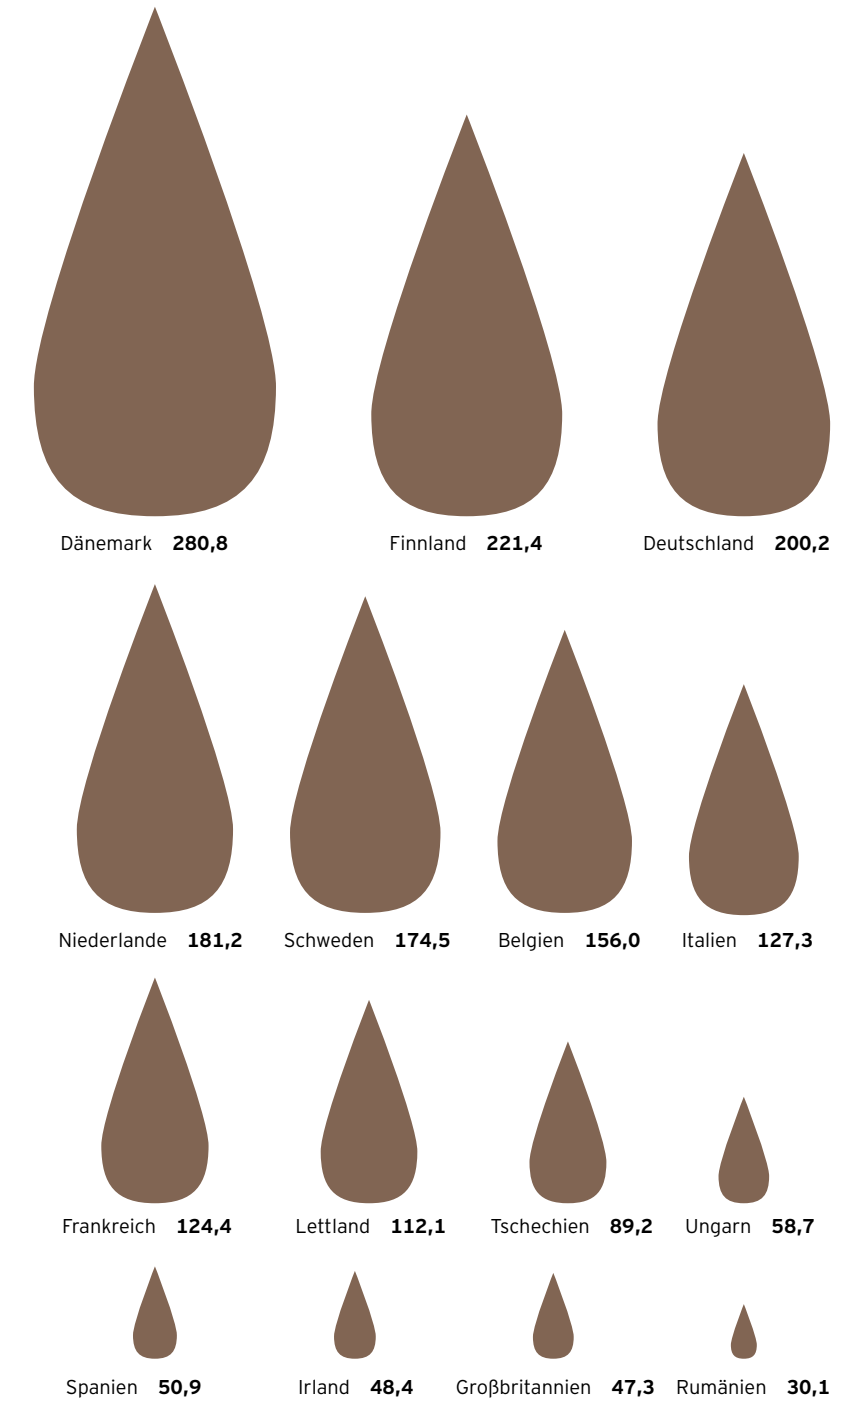 Dänemark 280,8 Finnland 221,4 Deutschland 200,2
Niederlande 181,2 Schweden 174,5 Belgien 156,0 Italien 127,3
Frankreich 124,4 Lettland 112,1 Tschechien 89,2 Ungarn 58,7
Spanien 50,9 Irland 48,4 Großbritannien 47,3 Rumänien 30,1